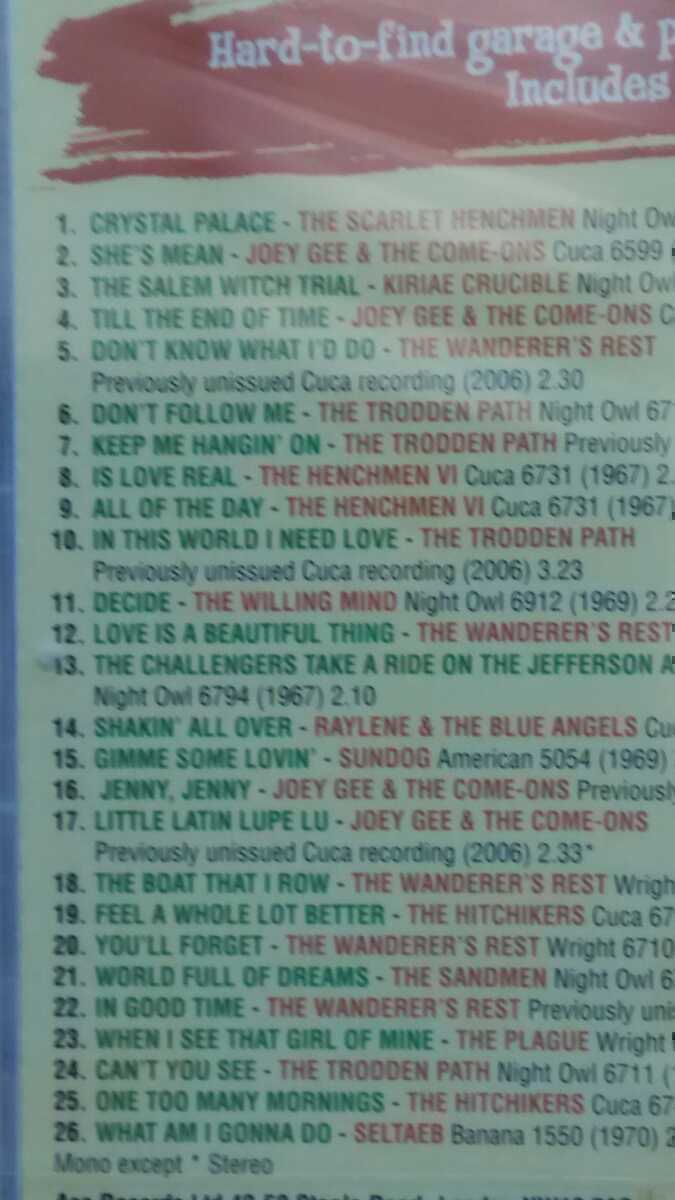 Hard-to-find garage & p
Includes
1. CRYSTAL PALACE - THE SCARLET HENCHMEN Night Ow
2. SHE'S MEAN - JOEY GEE & THE COME-ONS Cuca 6599
3. THE SALEM WITCH TRIAL - KIRIAE CRUCIBLE Night Owl
4. TILL THE END OF TIME - JOEY GEE & THE COME-ONS C
5. DON'T KNOW WHAT I'D DO - THE WANDERER'S REST
Previously unissued Cuca recording (2006) 2.30
6. DON'T FOLLOW ME - THE TRODDEN PATH Night Owl 67
7. KEEP ME HANGIN' ON - THE TRODDEN PATH Previously
8. IS LOVE REAL - THE HENCHMEN VI Cuca 6731 (1967) 2.
9. ALL OF THE DAY - THE HENCHMEN VI Cuca 6731 (1967)
10. IN THIS WORLD I NEED LOVE - THE TRODDEN PATH
Previously unissued Cuca recording (2006) 3.23
11. DECIDE - THE WILLING MIND Night Owl 6912 (1969) 2.2
12. LOVE IS A BEAUTIFUL THING - THE WANDERER'S REST
13. THE CHALLENGERS TAKE A RIDE ON THE JEFFERSON A
Night Owl 6794 (1967) 2.10
14. SHAKIN' ALL OVER - RAYLENE & THE BLUE ANGELS Cu
15. GIMME SOME LOVIN' - SUNDOG American 5054 (1969)
16. JENNY, JENNY - JOEY GEE & THE COME-ONS Previously
17. LITTLE LATIN LUPE LU - JOEY GEE & THE COME-ONS
Previously unissued Cuca recording (2006) 2.33*
18. THE BOAT THAT I ROW - THE WANDERER'S REST Wrigh
19. FEEL A WHOLE LOT BETTER - THE HITCHIKERS Cuca 67
20. YOU'LL FORGET - THE WANDERER'S REST Wright 6710
21. WORLD FULL OF DREAMS - THE SANDMEN Night Owl 6
22. IN GOOD TIME - THE WANDERER'S REST Previously uni
23. WHEN I SEE THAT GIRL OF MINE - THE PLAGUE Wright
24. CAN'T YOU SEE - THE TRODDEN PATH Night Owl 6711 (
25. ONE TOO MANY MORNINGS - THE HITCHIKERS Cuca 67
26. WHAT AM I GONNA DO - SELTAEB Banana 1550 (1970) 2
Mono except * Stereo